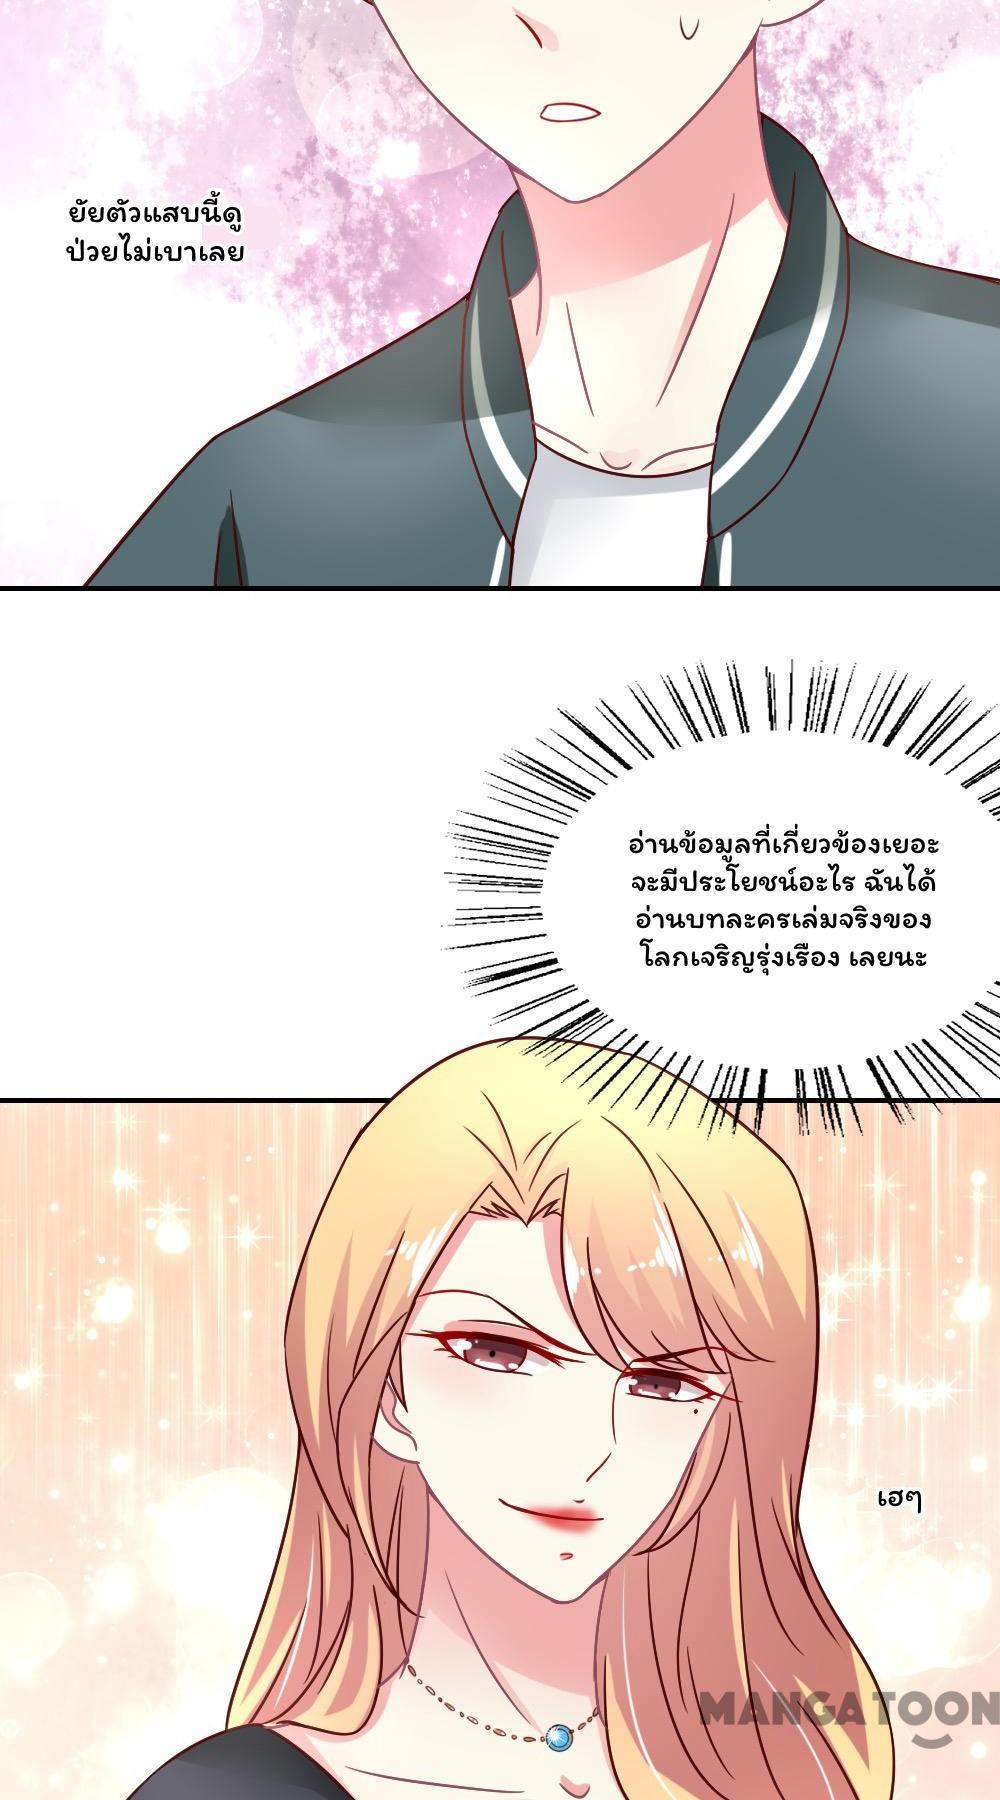 ยัยตัวแสบนี้ดู
ป่วยไม่เบาเลย
อ่านข้อมูลที่เกี่ยวข้องเยอะ
จะมีประโยชน์อะไร ฉันได้
อ่านบทละครเล่มจริงของ
โลกเจริญรุ่งเรือง เลยนะ
เฮๆ
MANGATOON